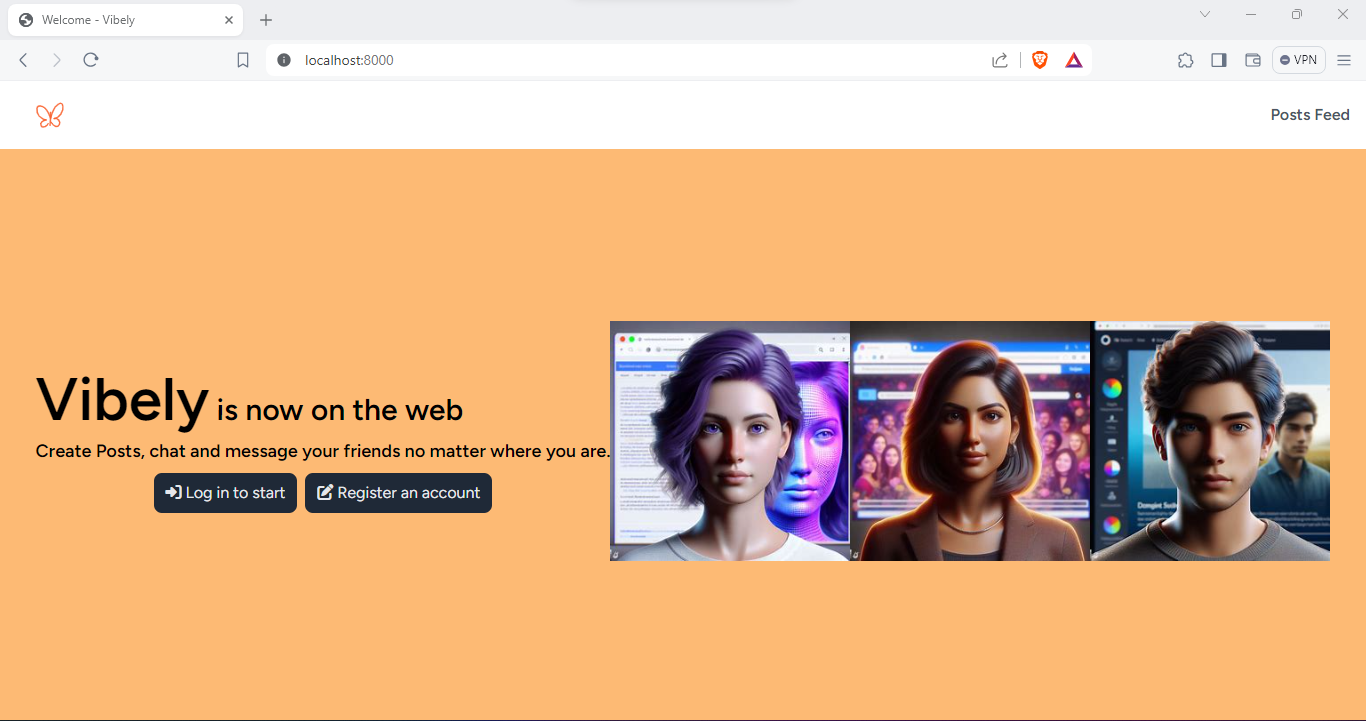 Welcome - Vibely
localhost:8000
VPN
Posts Feed
Vibely is now on the web
Create Posts, chat and message your friends no matter where you are.
Log in to start
Register an account